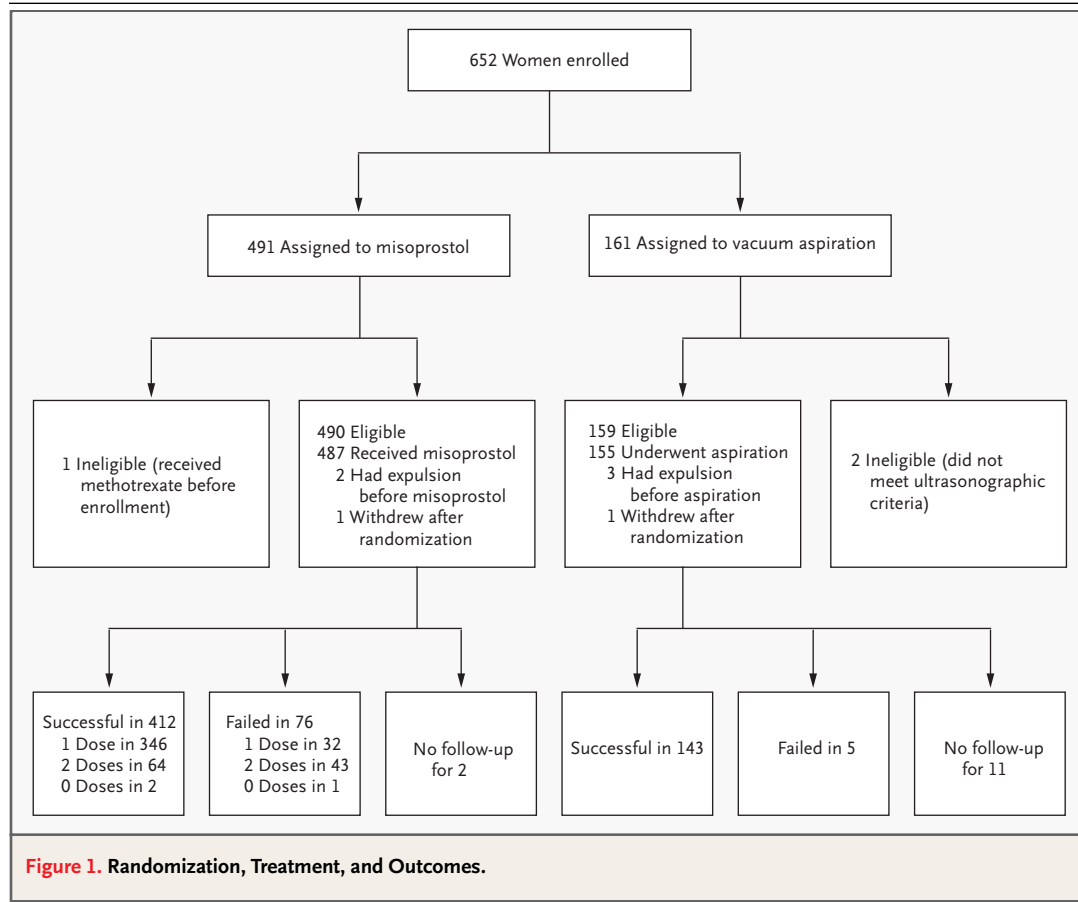 652 Women enrolled
491 Assigned to misoprostol
161 Assigned to vacuum aspiration
1 Ineligible (received
methotrexate before
enrollment)
490 Eligible
487 Received misoprostol
2 Had expulsion
before misoprostol
1 Withdrew after
randomization
159 Eligible
155 Underwent aspiration
3 Had expulsion
before aspiration
1 Withdrew after
randomization
2 Ineligible (did not
meet ultrasonographic
criteria)
Successful in 412
1 Dose in 346
2 Doses in 64
0 Doses in 2
Failed in 76
1 Dose in 32
2 Doses in 43
0 Doses in 1
No follow-up
for 2
Successful in 143
Failed in 5
No follow-up
for 11
Figure 1. Randomization, Treatment, and Outcomes.